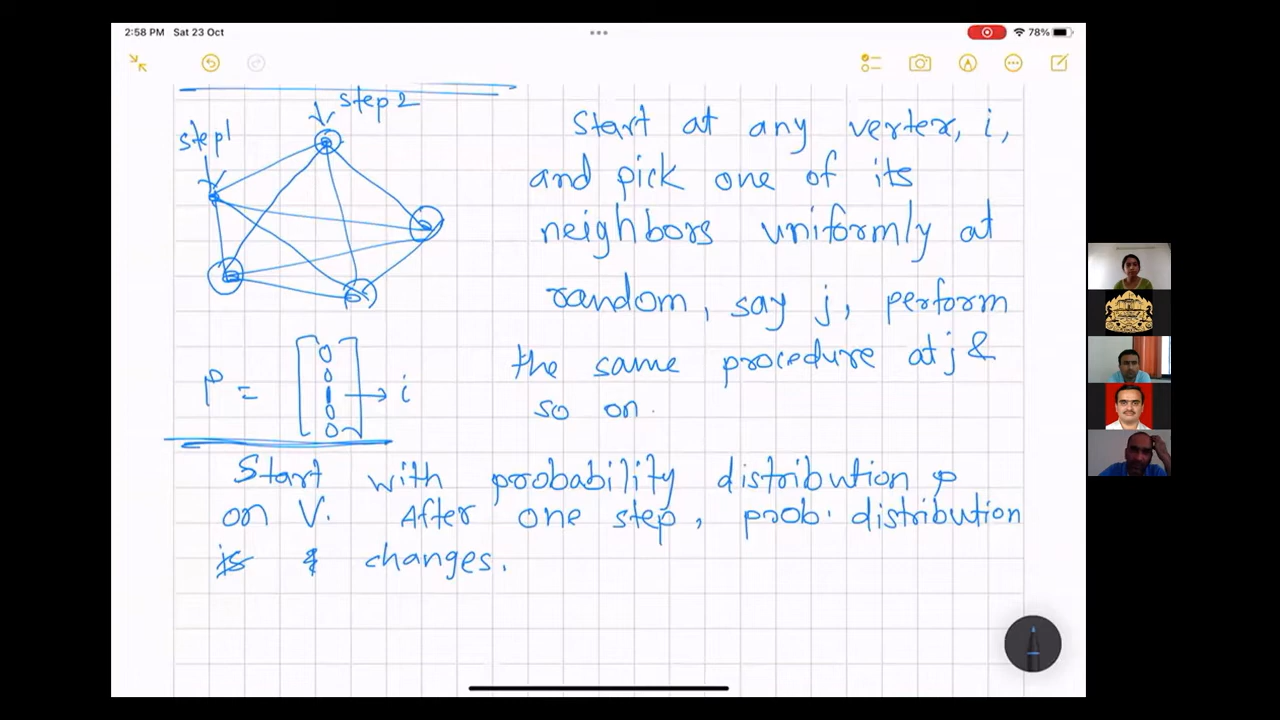 2:58 PM Sat 23 Oct
78%
step 2
step 1
Start at any vertex, i,
and pick one of its
neighbors uniformly at
random, say j, perform
the same procedure at j &
so on.
P = [ 0 0 1 0 0 ] → i
Start with probability distribution p
on V. After one step, prob. distribution
changes.